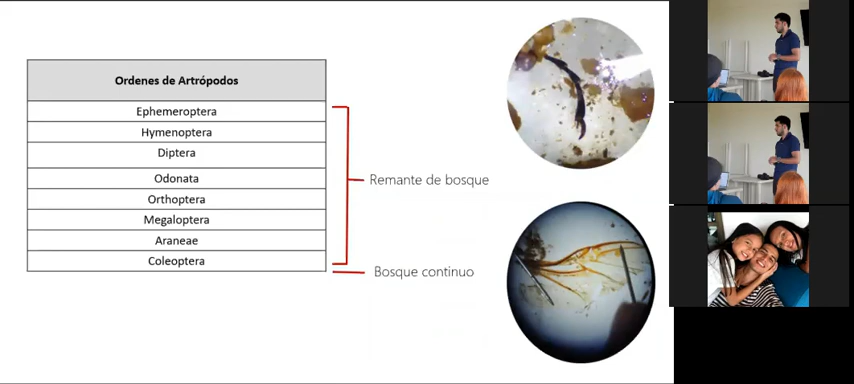 Ordenes de Artrópodos
Ephemeroptera
Hymenoptera
Diptera
Odonata
Orthoptera
Megaloptera
Araneae
Coleoptera
Remante de bosque
Bosque continuo